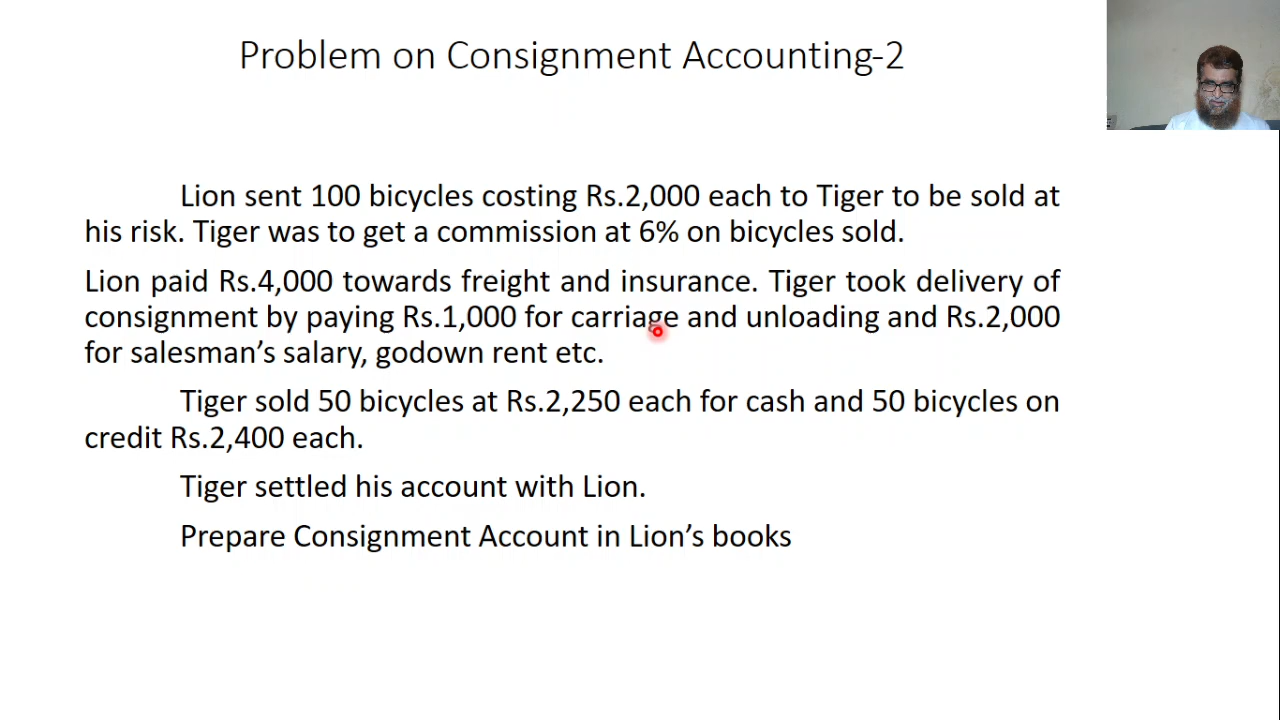 Problem on Consignment Accounting-2
Lion sent 100 bicycles costing Rs.2,000 each to Tiger to be sold at
his risk. Tiger was to get a commission at 6% on bicycles sold.
Lion paid Rs.4,000 towards freight and insurance. Tiger took delivery of
consignment by paying Rs.1,000 for carriage and unloading and Rs.2,000
for salesman’s salary, godown rent etc.
Tiger sold 50 bicycles at Rs.2,250 each for cash and 50 bicycles on
credit Rs.2,400 each.
Tiger settled his account with Lion.
Prepare Consignment Account in Lion’s books